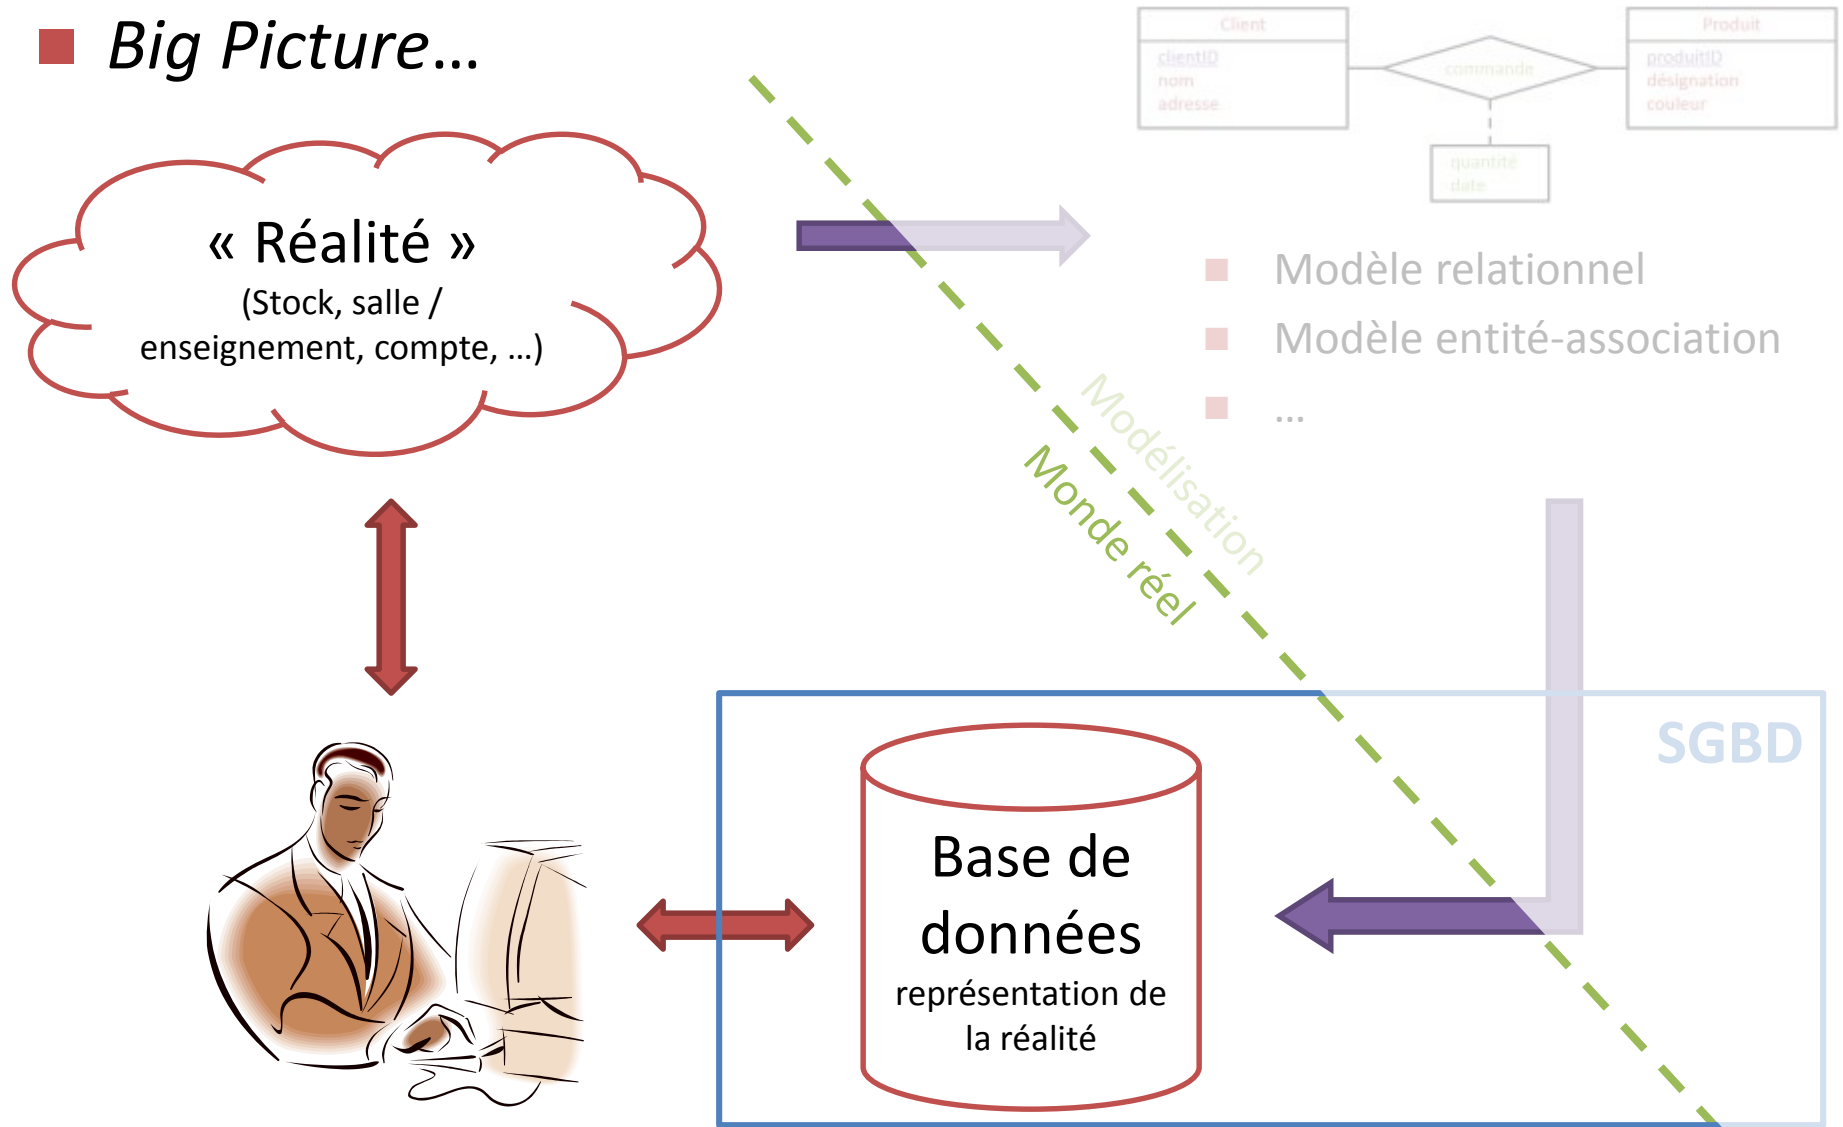 Big Picture...
Client
clientID
nom
adresse
commande
Produit
produitID
désignation
couleur
quantité
date
« Réalité »
(Stock, salle /
enseignement, compte, ...)
Modèle relationnel
Modèle entité-association
...
Modélisation
Monde réel
SGBD
Base de
données
représentation de
la réalité